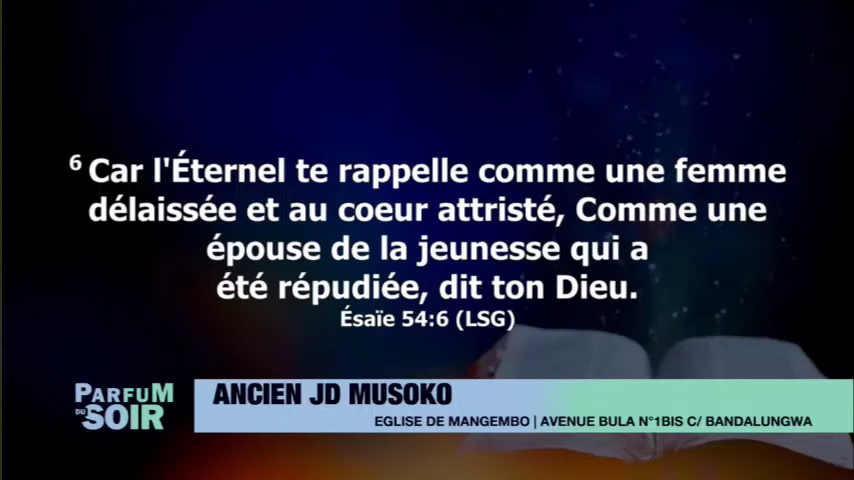 6 Car l'Éternel te rappelle comme une femme
délaissée et au coeur attristé, Comme une
épouse de la jeunesse qui a
été répudiée, dit ton Dieu.
Ésaïe 54:6 (LSG)
PARFUM
DU SOIR
ANCIEN JD MUSOKO
EGLISE DE MANGEMBO | AVENUE BULA N°1BIS C/ BANDALUNGWA